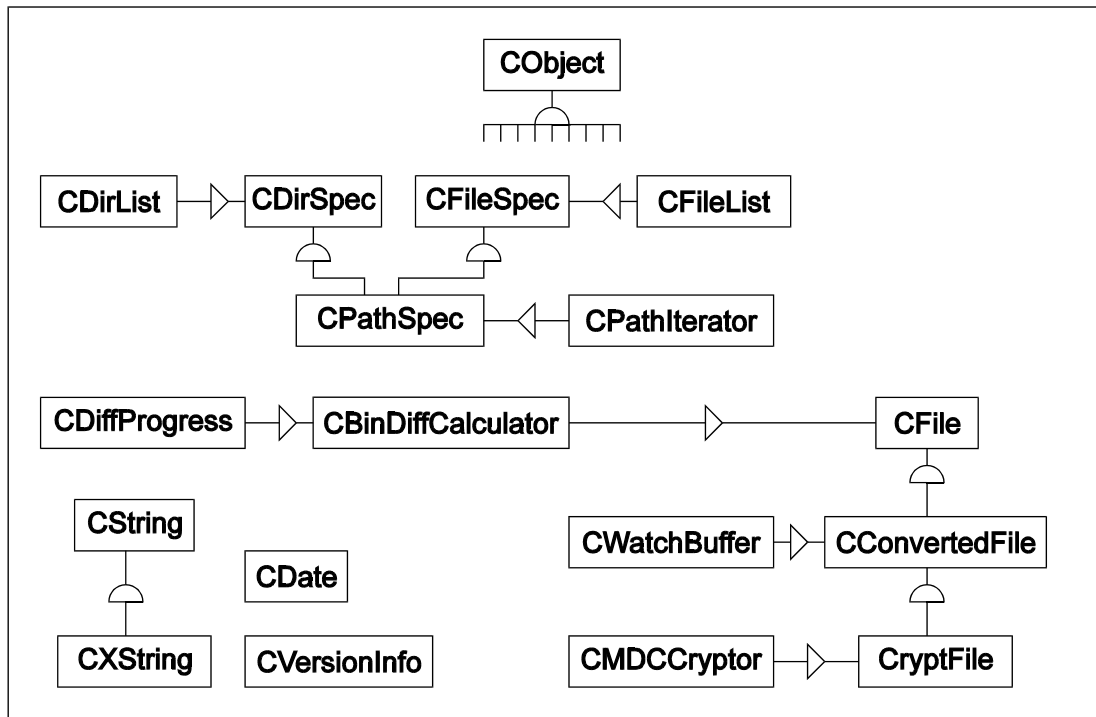 CObject
CDirList
CDirSpec
CFileSpec
CFileList
CPathSpec
CPathIterator
CDiffProgress
CBinDiffCalculator
CFile
CString
CWatchBuffer
CConvertedFile
CDate
CXString
CVersionInfo
CMDCCryptor
CryptFile